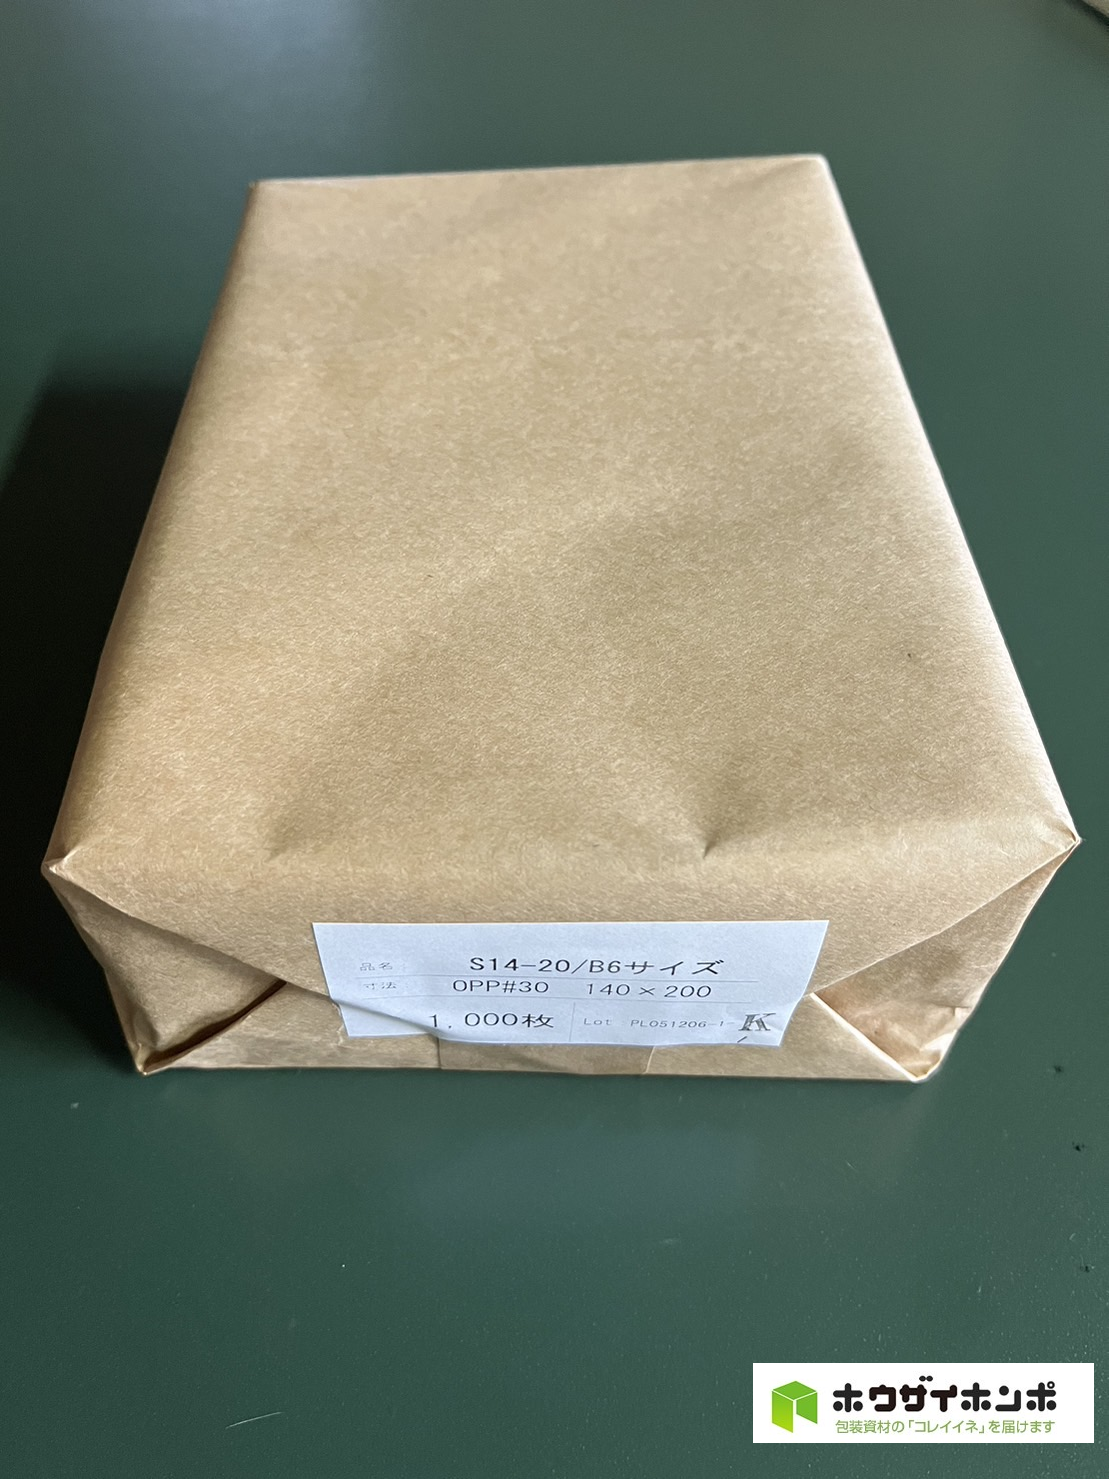 品名 S14-20/B6サイズ
寸法 OPP#30 140×200
1,000枚 Lot PL051206-1-K
ホウザイホンポ
包装資材の「コレイイネ」を届けます